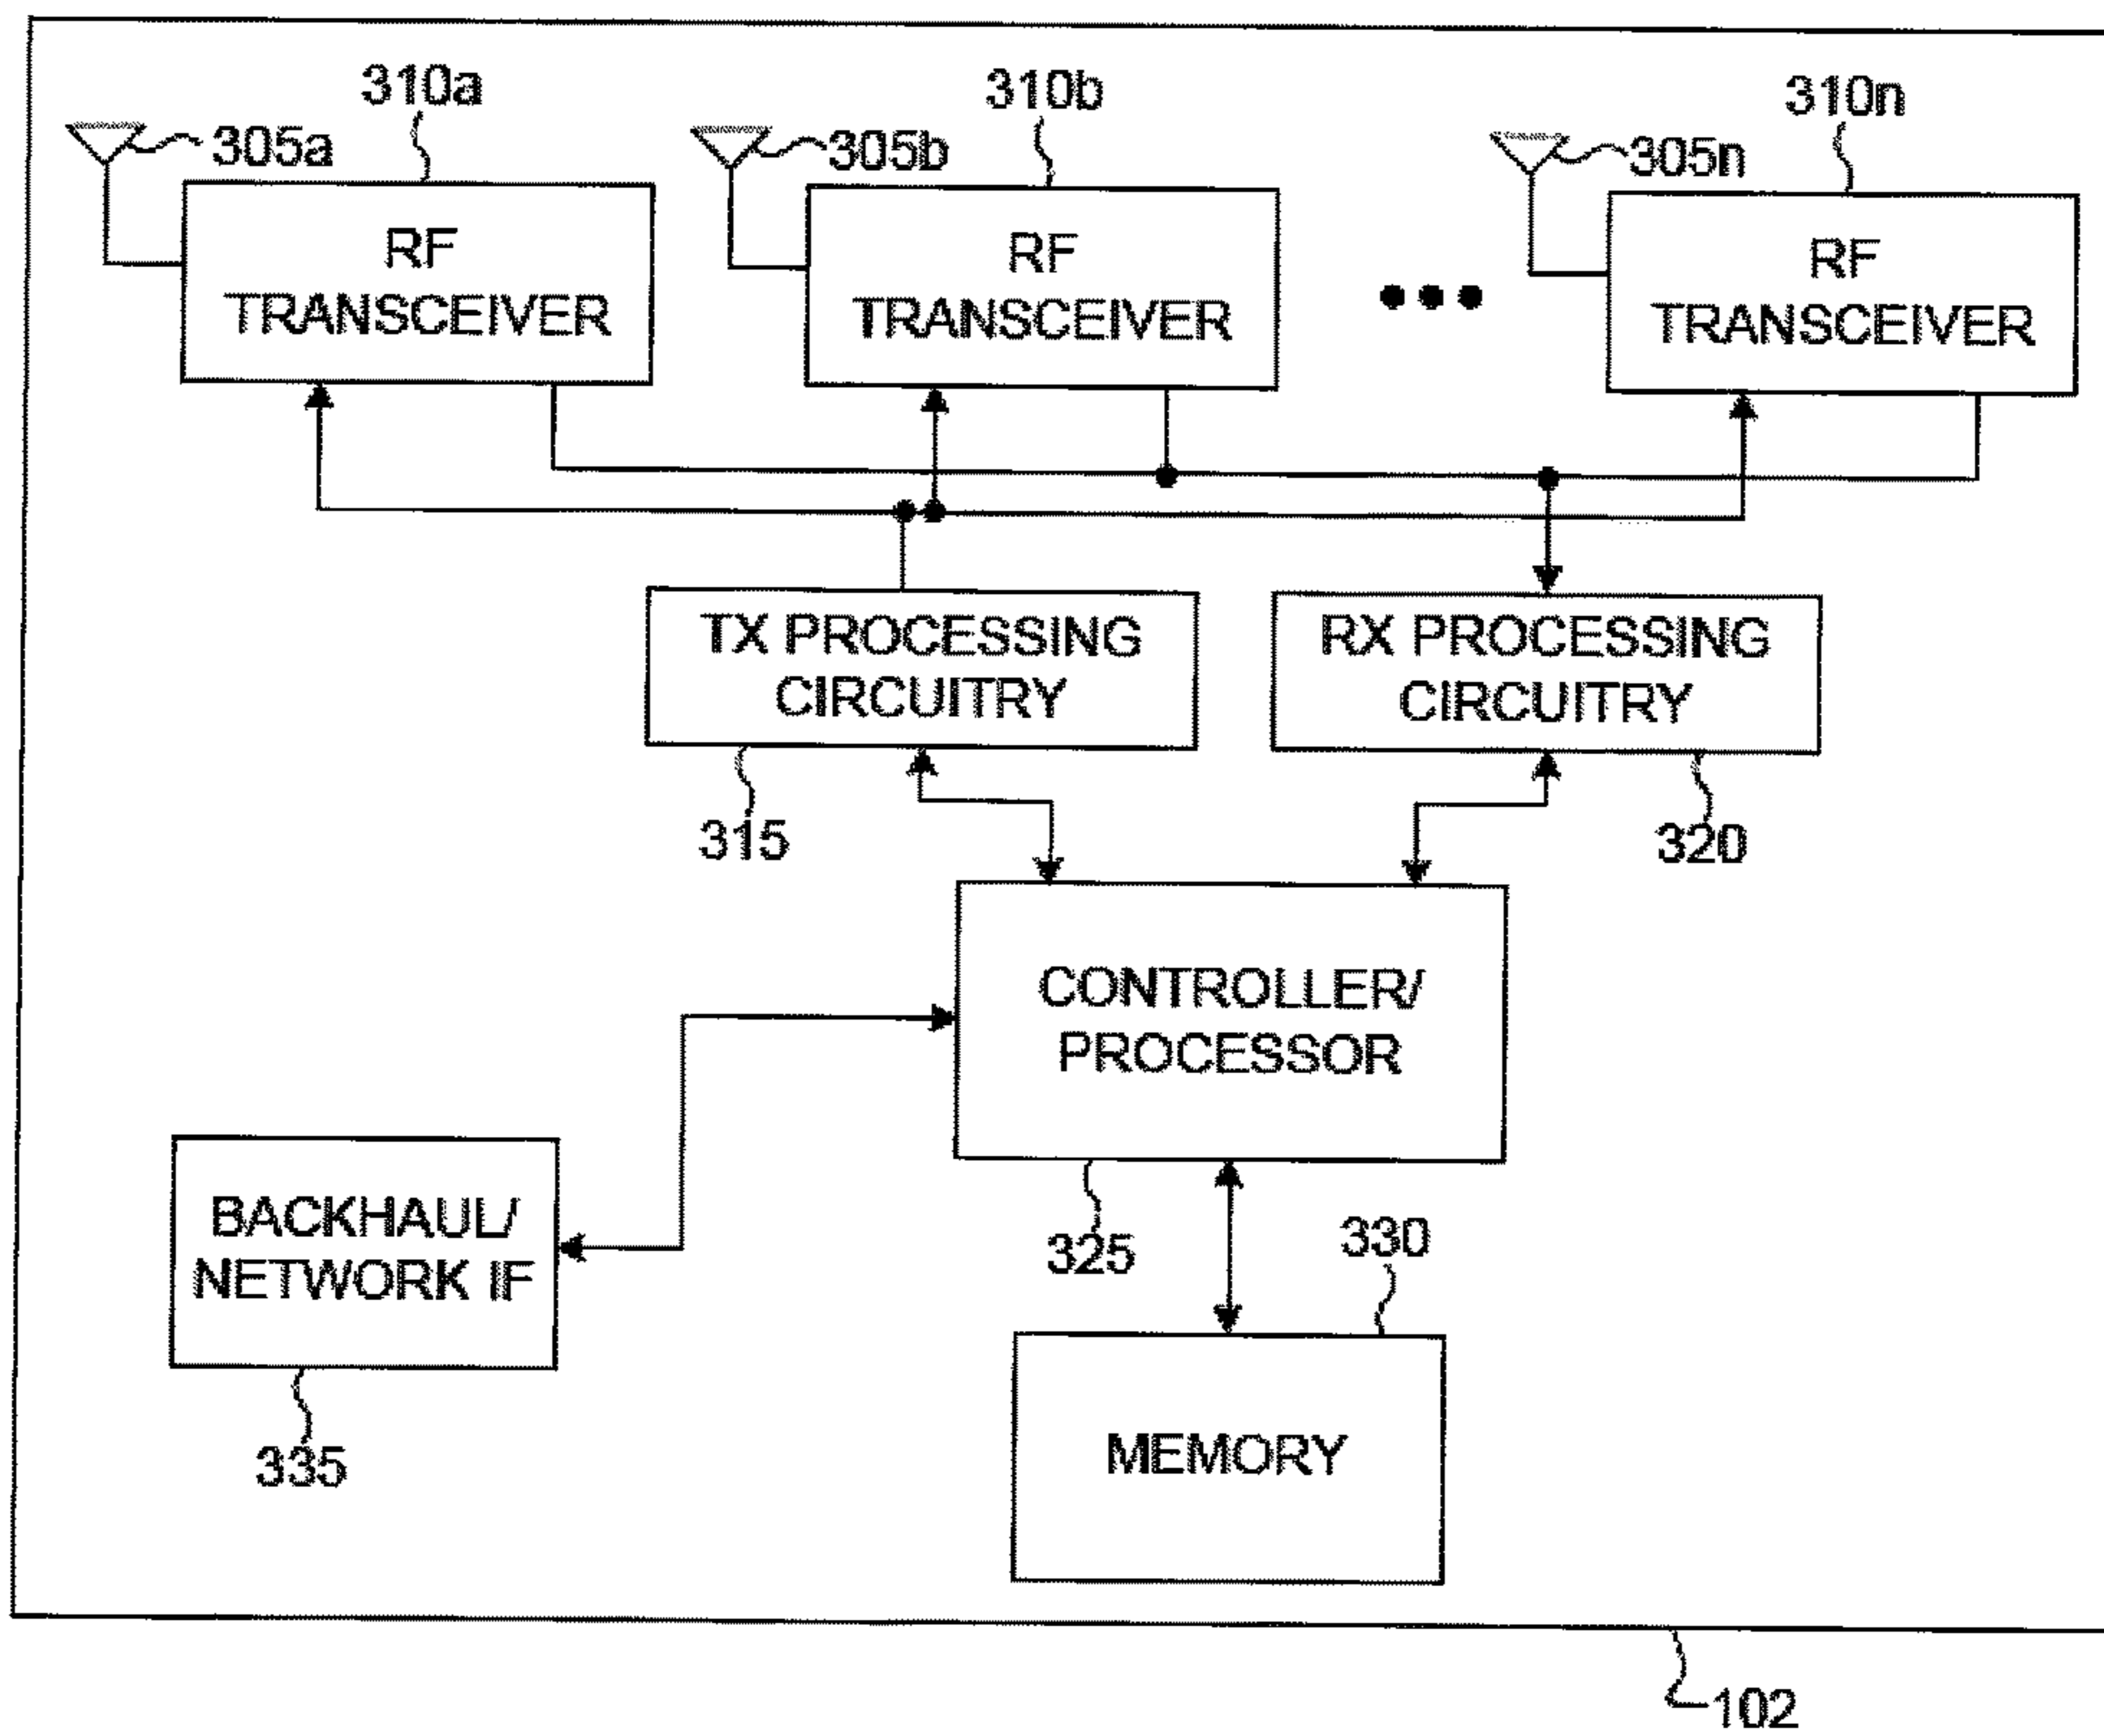 310a
310b
310n
305a
305b
305n
RF
TRANSCEIVER
RF
TRANSCEIVER
RF
TRANSCEIVER
TX PROCESSING
CIRCUITRY
RX PROCESSING
CIRCUITRY
315
320
CONTROLLER/
PROCESSOR
BACKHAUL/
NETWORK IF
325
330
335
MEMORY
102